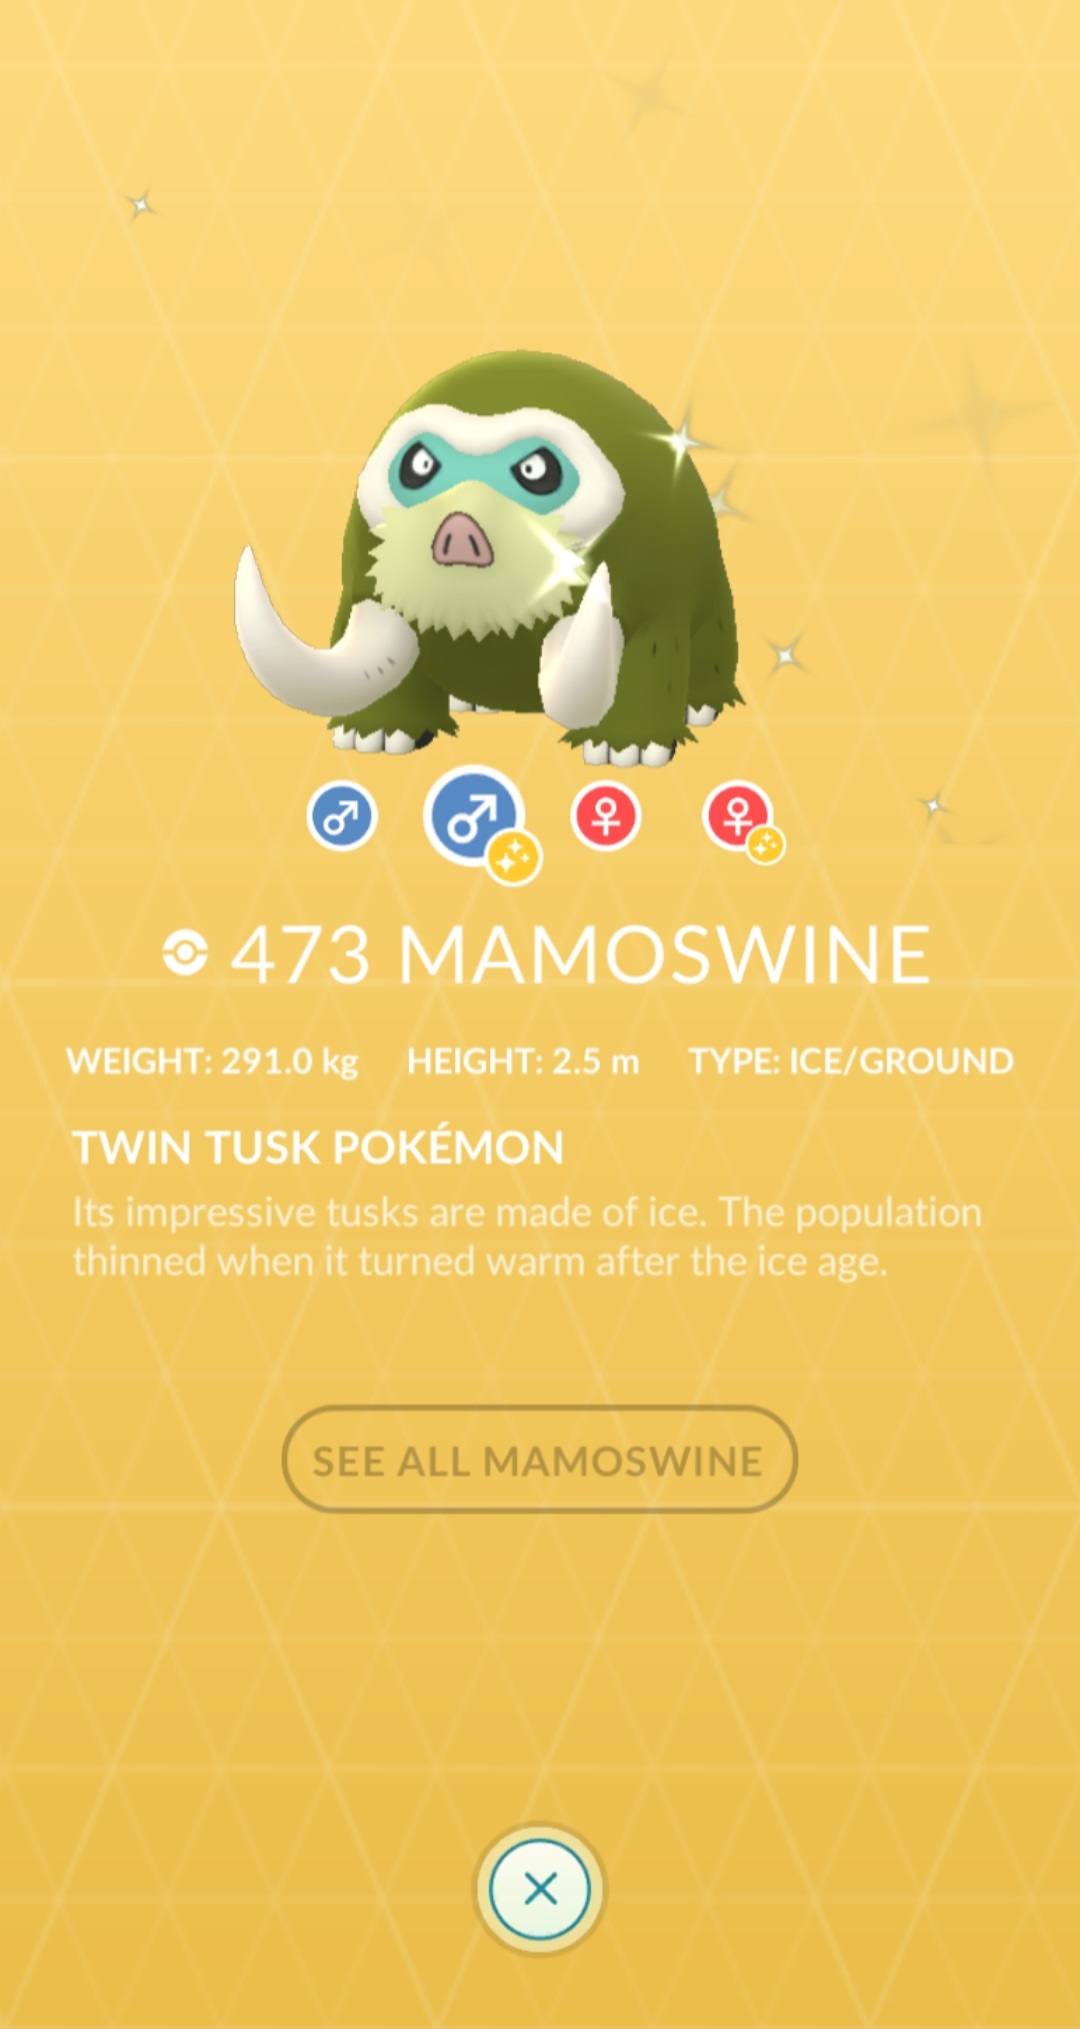 473 MAMOSWINE
WEIGHT: 291.0 kg HEIGHT: 2.5 m TYPE: ICE/GROUND
TWIN TUSK POKÉMON
Its impressive tusks are made of ice. The population
thinned when it turned warm after the ice age.
SEE ALL MAMOSWINE